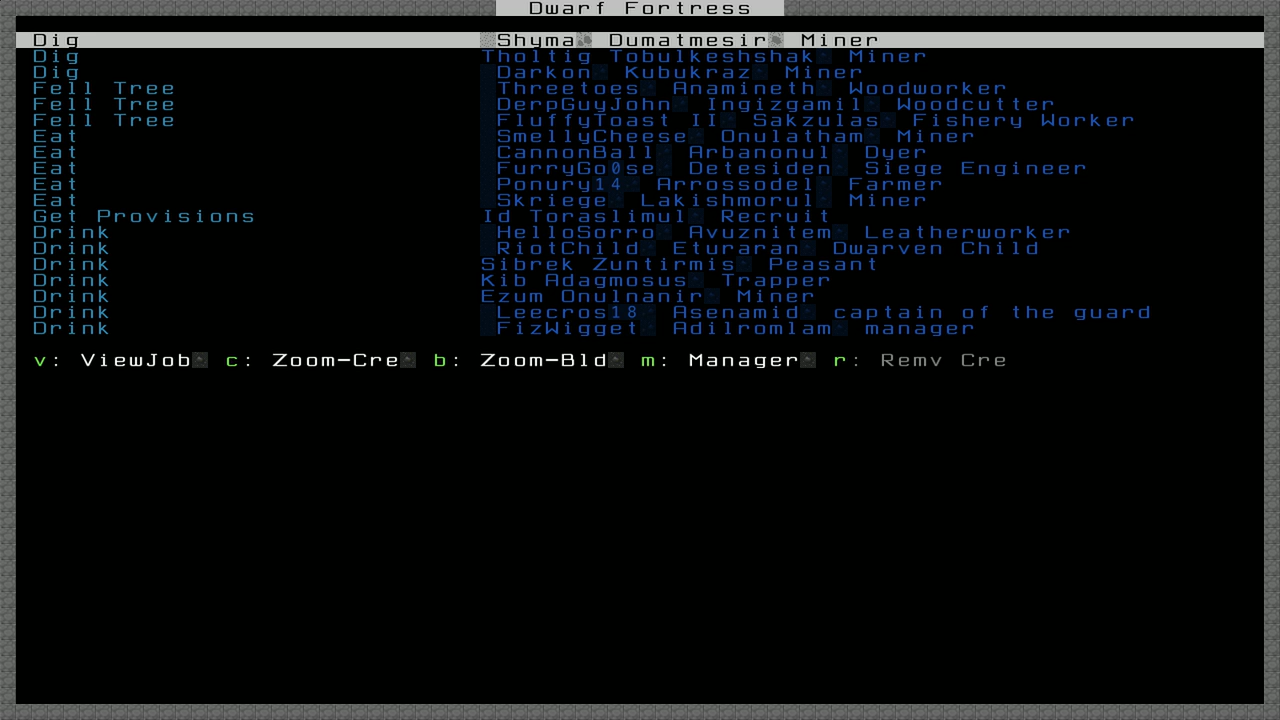 Dwarf Fortress
Dig Shyma Dumatmesir Miner
Dig Tholtig Tobulkeshshak Miner
Dig Darkon Kubukraz Miner
Fell Tree Threetoes Anamineth Woodworker
Fell Tree DerpGuyJohn Ingizgamil Woodcutter
Fell Tree FluffyToast II Sakzulas Fishery Worker
Eat SmellyCheese Onulatham Miner
Eat CannonBall Arbanonul Dyer
Eat FurryGo0se Detesiden Siege Engineer
Eat Ponury14 Arrossodel Farmer
Eat Skriege Lakishmorul Miner
Get Provisions Id Toraslimul Recruit
Drink HelloSorro Avuznitem Leatherworker
Drink RiotChild Eturaran Dwarven Child
Drink Sibrek Zuntirmis Peasant
Drink Kib Adagmosus Trapper
Drink Ezum Onulnanir Miner
Drink Leecros18 Asenamid captain of the guard
Drink FizWigget Adilromlam manager
v: ViewJob c: Zoom-Cre b: Zoom-Bld m: Manager r: Remv Cre